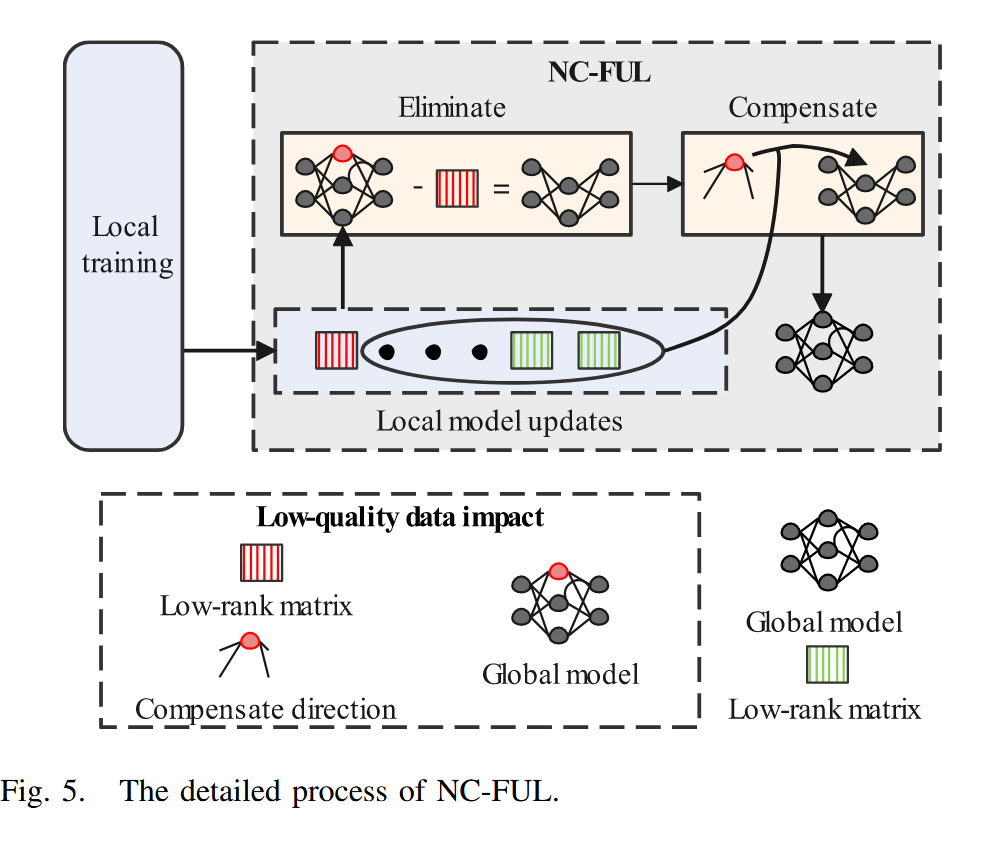 NC-FUL
Eliminate
Compensate
Local
training
-
=
Local model updates
Low-quality data impact
Low-rank matrix
Compensate direction
Global model
Global model
Low-rank matrix
Fig. 5. The detailed process of NC-FUL.